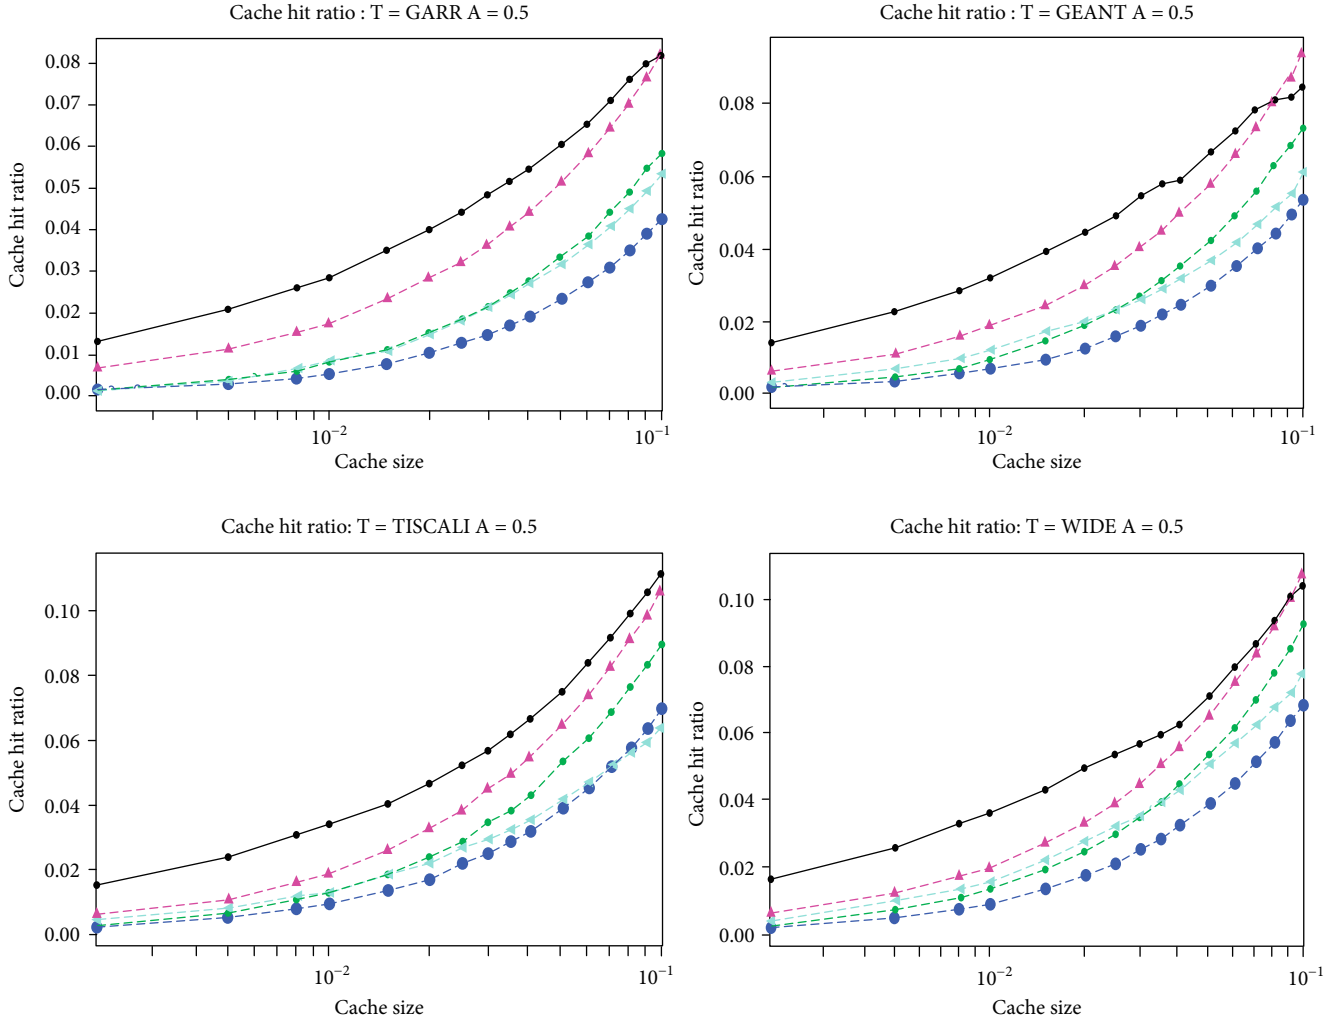 Cache hit ratio : T = GARR A = 0.5
0.08
0.07
0.06
0.05
0.04
0.03
0.02
0.01
0.00
Cache hit ratio
10−2
10−1
Cache size
Cache hit ratio : T = GEANT A = 0.5
0.08
0.06
0.04
0.02
0.00
Cache hit ratio
10−2
10−1
Cache size
Cache hit ratio: T = TISCALI A = 0.5
0.10
0.08
0.06
0.04
0.02
0.00
Cache hit ratio
10−2
10−1
Cache size
Cache hit ratio: T = WIDE A = 0.5
0.10
0.08
0.06
0.04
0.02
0.00
Cache hit ratio
10−2
10−1
Cache size